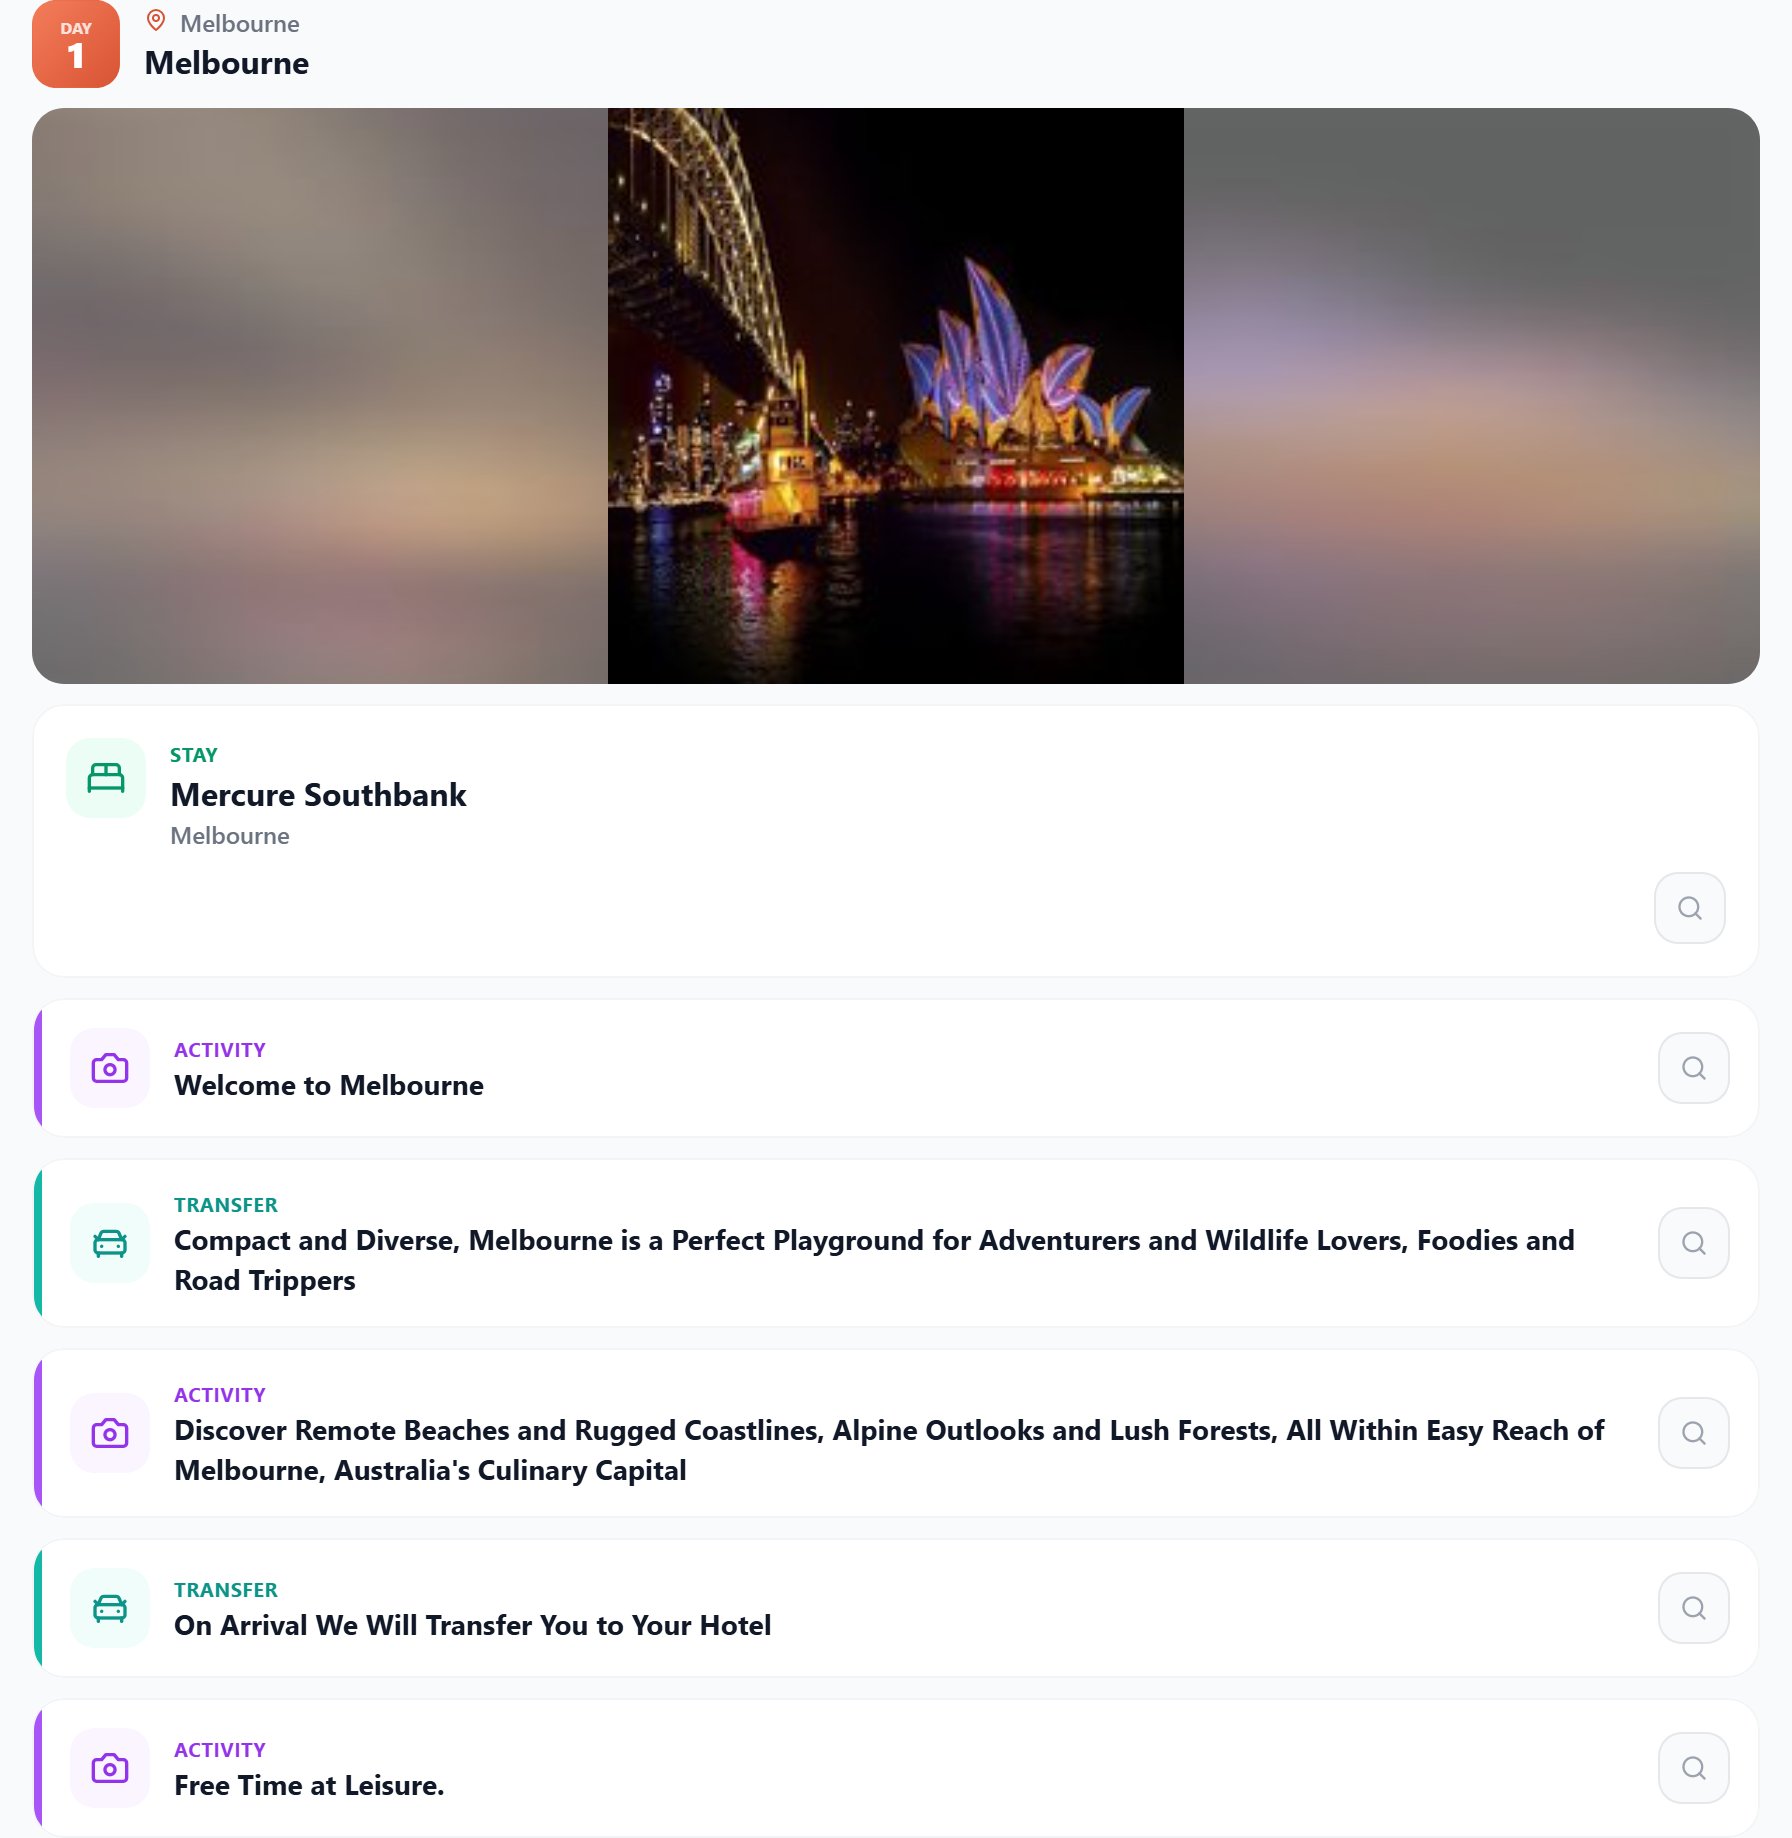 DAY
1
Melbourne
Melbourne
STAY
Mercure Southbank
Melbourne
ACTIVITY
Welcome to Melbourne
TRANSFER
Compact and Diverse, Melbourne is a Perfect Playground for Adventurers and Wildlife Lovers, Foodies and
Road Trippers
ACTIVITY
Discover Remote Beaches and Rugged Coastlines, Alpine Outlooks and Lush Forests, All Within Easy Reach of
Melbourne, Australia's Culinary Capital
TRANSFER
On Arrival We Will Transfer You to Your Hotel
ACTIVITY
Free Time at Leisure.